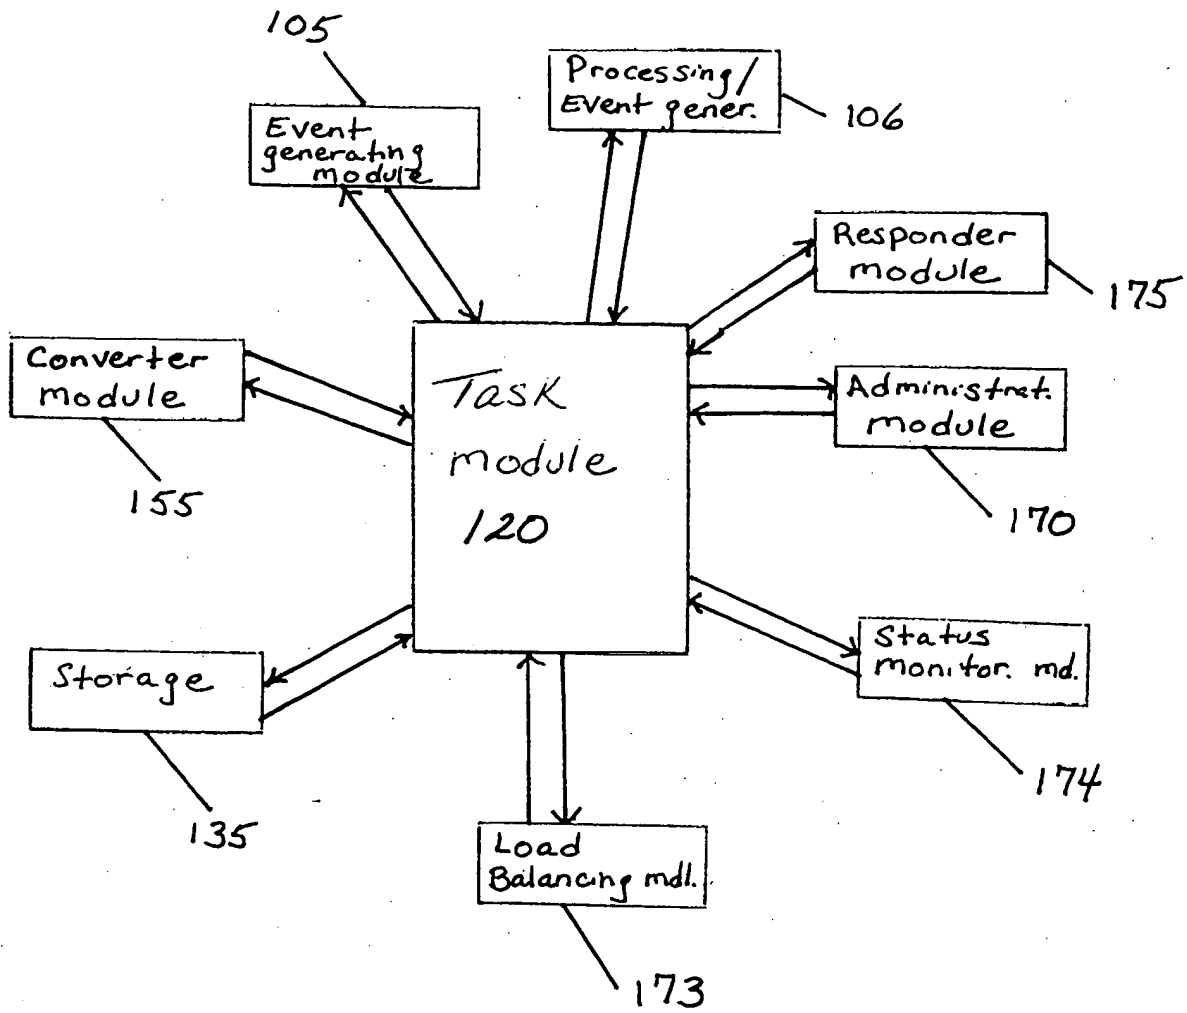 105
Event
generating
module
Processing/
Event gener.
106
Responder
module
175
Converter
module
155
Task
module
120
Administrat.
module
170
Storage
135
Status
monitor. md.
174
Load
Balancing mdl.
173